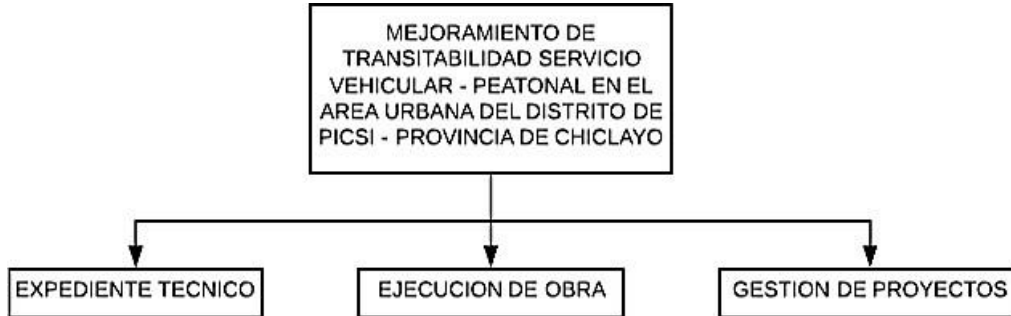 MEJORAMIENTO DE
TRANSITABILIDAD SERVICIO
VEHICULAR - PEATONAL EN EL
AREA URBANA DEL DISTRITO DE
PICSI - PROVINCIA DE CHICLAYO
EXPEDIENTE TECNICO
EJECUCION DE OBRA
GESTION DE PROYECTOS